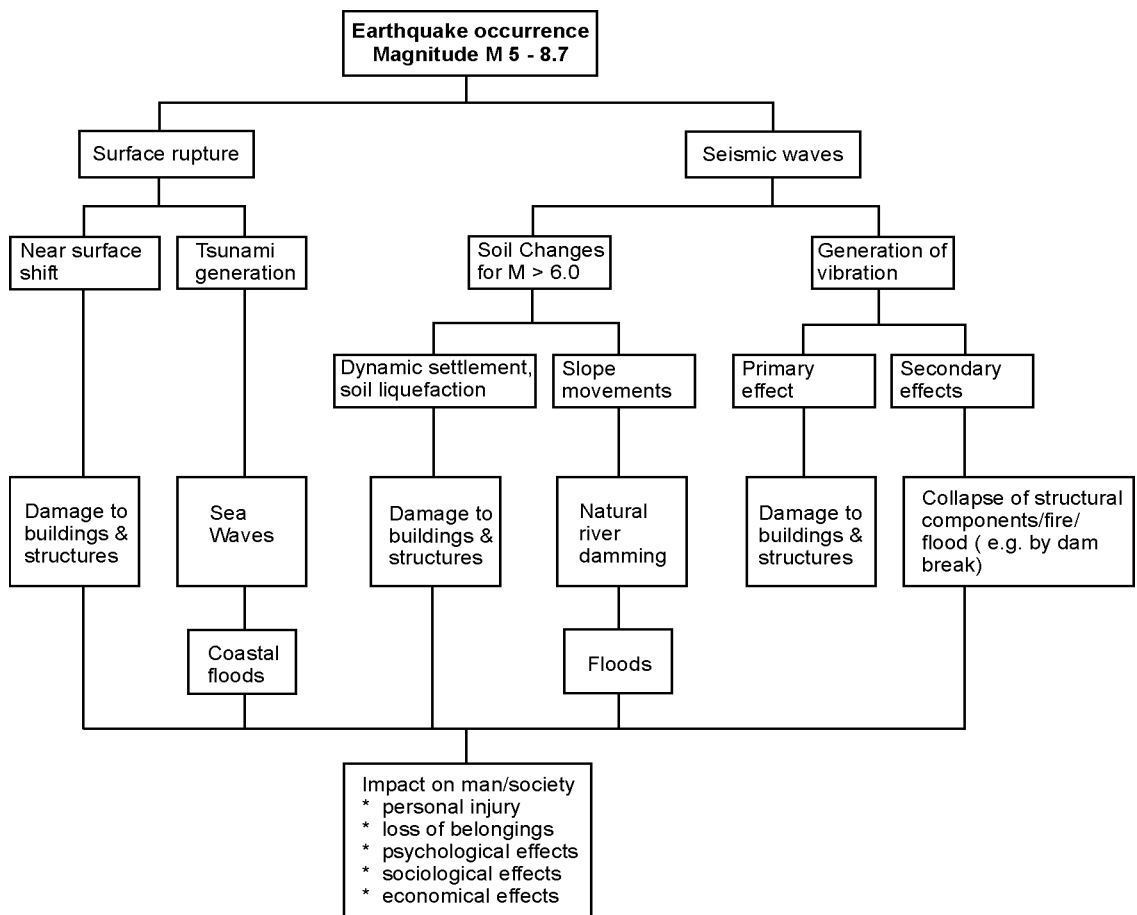 Earthquake occurrence
Magnitude M 5 - 8.7
Surface rupture
Seismic waves
Near surface
shift
Tsunami
generation
Soil Changes
for M > 6.0
Generation of
vibration
Dynamic settlement,
soil liquefaction
Slope
movements
Primary
effect
Secondary
effects
Damage to
buildings &
structures
Sea
Waves
Damage to
buildings &
structures
Natural
river
damming
Damage to
buildings &
structures
Collapse of structural
components/fire/
flood ( e.g. by dam
break)
Coastal
floods
Floods
Impact on man/society
* personal injury
* loss of belongings
* psychological effects
* sociological effects
* economical effects